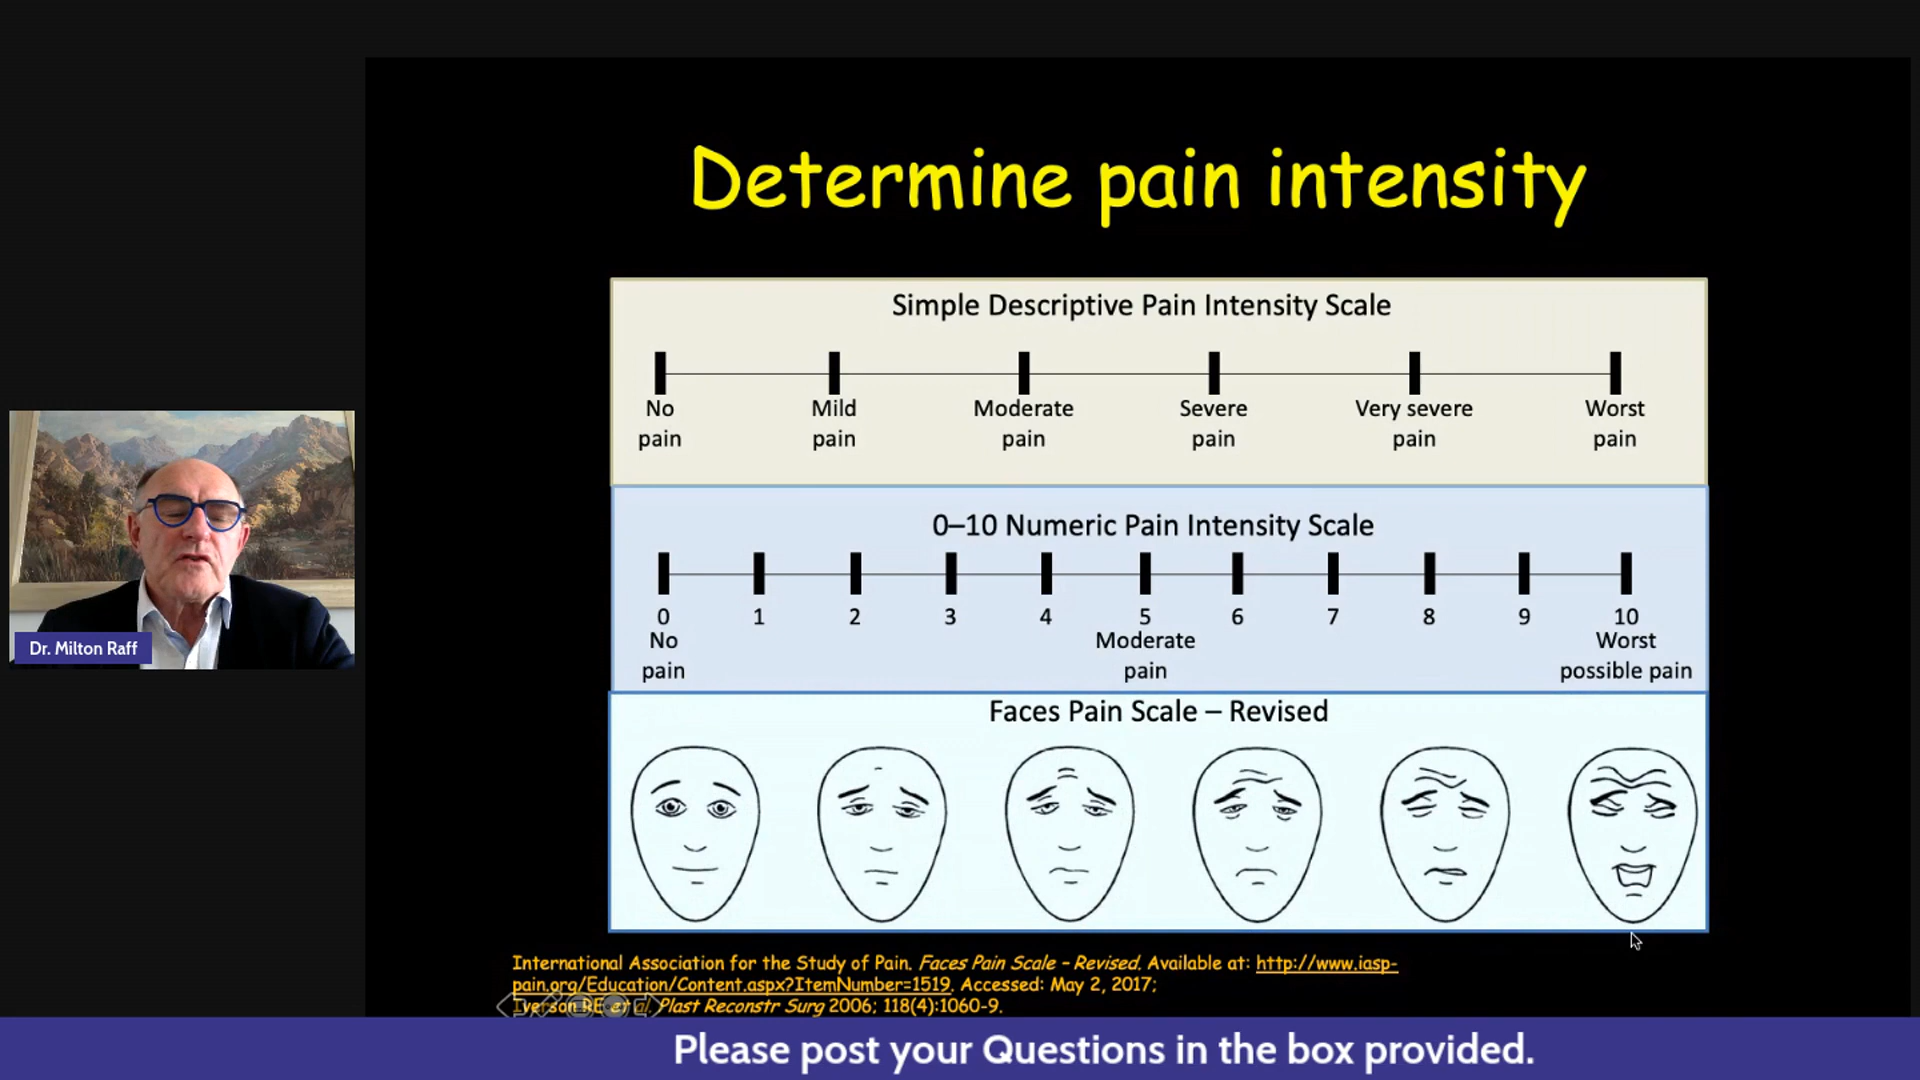 Determine pain intensity
Simple Descriptive Pain Intensity Scale
No pain
Mild pain
Moderate pain
Severe pain
Very severe pain
Worst pain
0–10 Numeric Pain Intensity Scale
0 1 2 3 4 5 6 7 8 9 10
No pain
Moderate pain
Worst possible pain
Faces Pain Scale – Revised
Dr. Milton Raff
International Association for the Study of Pain. Faces Pain Scale – Revised. Available at: http://www.iasp-
pain.org/Education/Content.aspx?ItemNumber=1519. Accessed: May 2, 2017;
Iverson RE et al. Plast Reconstr Surg 2006; 118(4):1060-9.
Please post your Questions in the box provided.